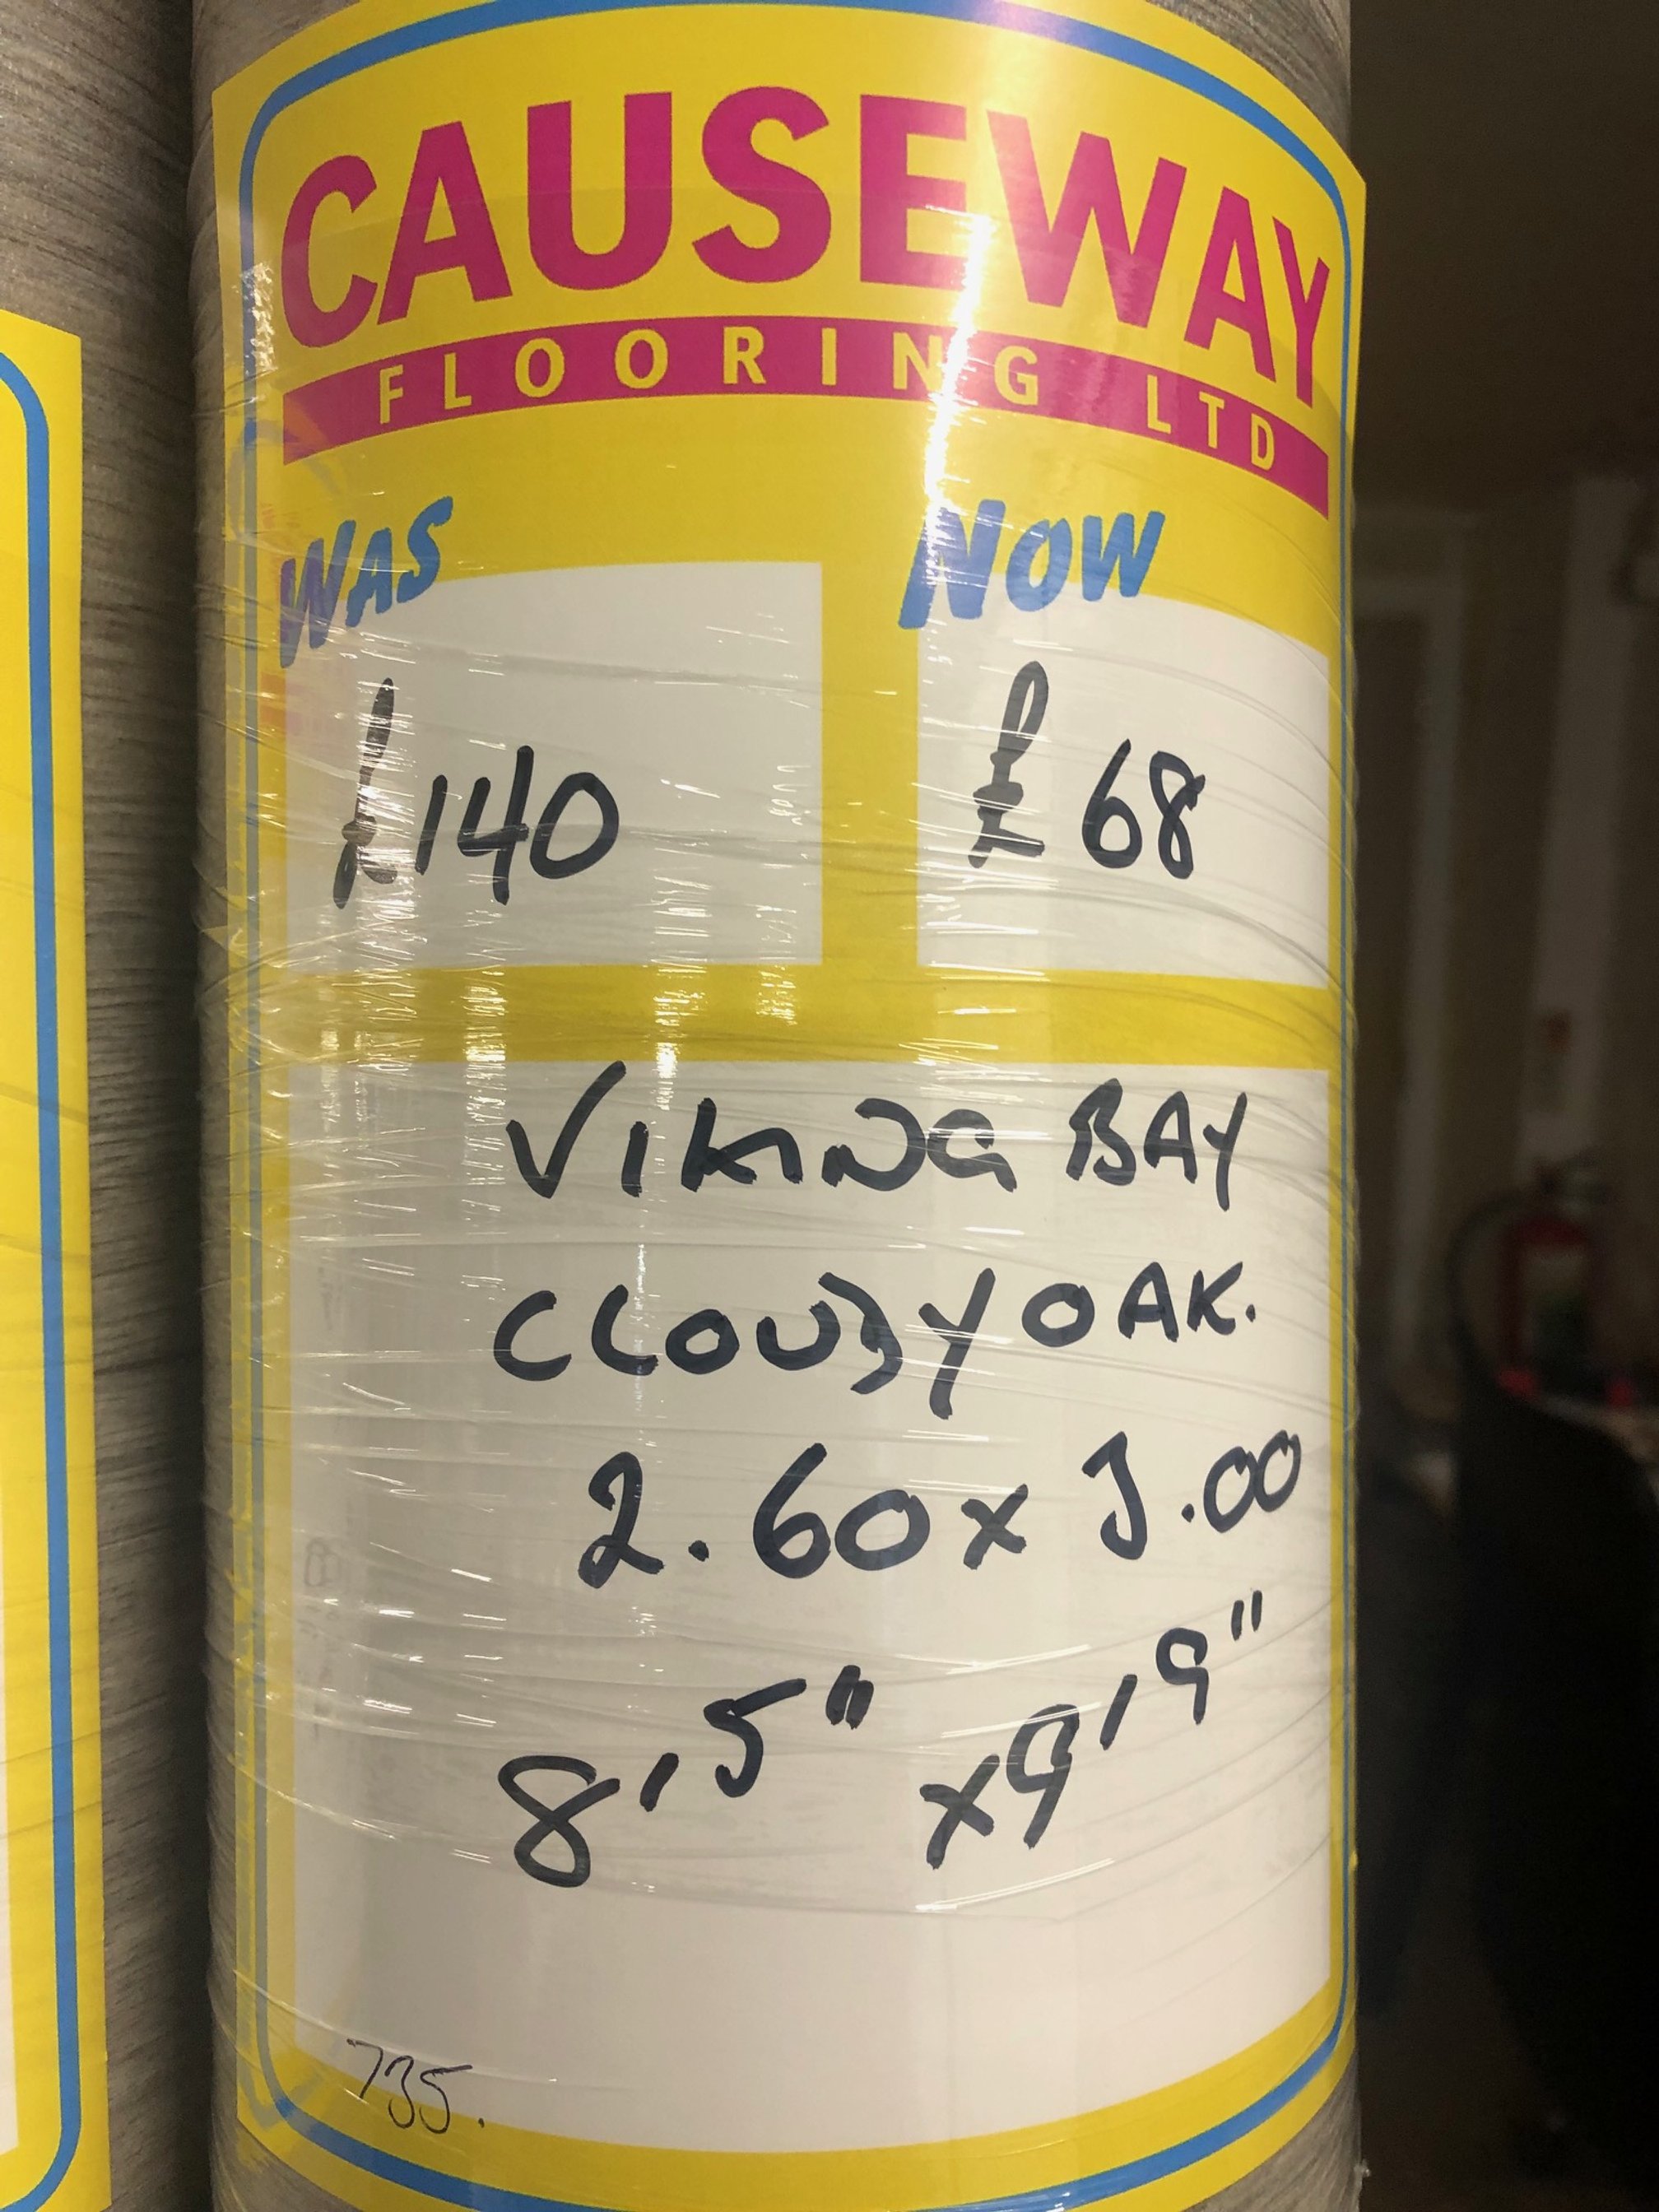 CAUSEWAY
FLOORING LTD
WAS NOW
£140 £68
VIKING BAY
CLOUDY OAK.
2.60 x 3.00
8'5" x 9'9"
735.